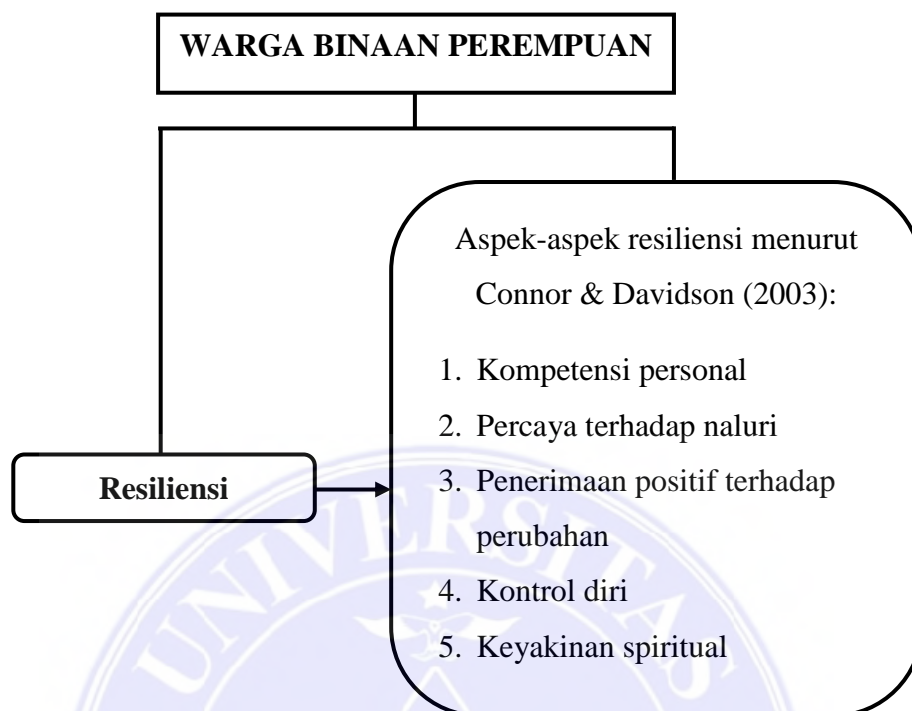 WARGA BINAAN PEREMPUAN
Aspek-aspek resiliensi menurut
Connor & Davidson (2003):
1. Kompetensi personal
2. Percaya terhadap naluri
3. Penerimaan positif terhadap
perubahan
4. Kontrol diri
5. Keyakinan spiritual
Resiliensi
UNIVERSITAS